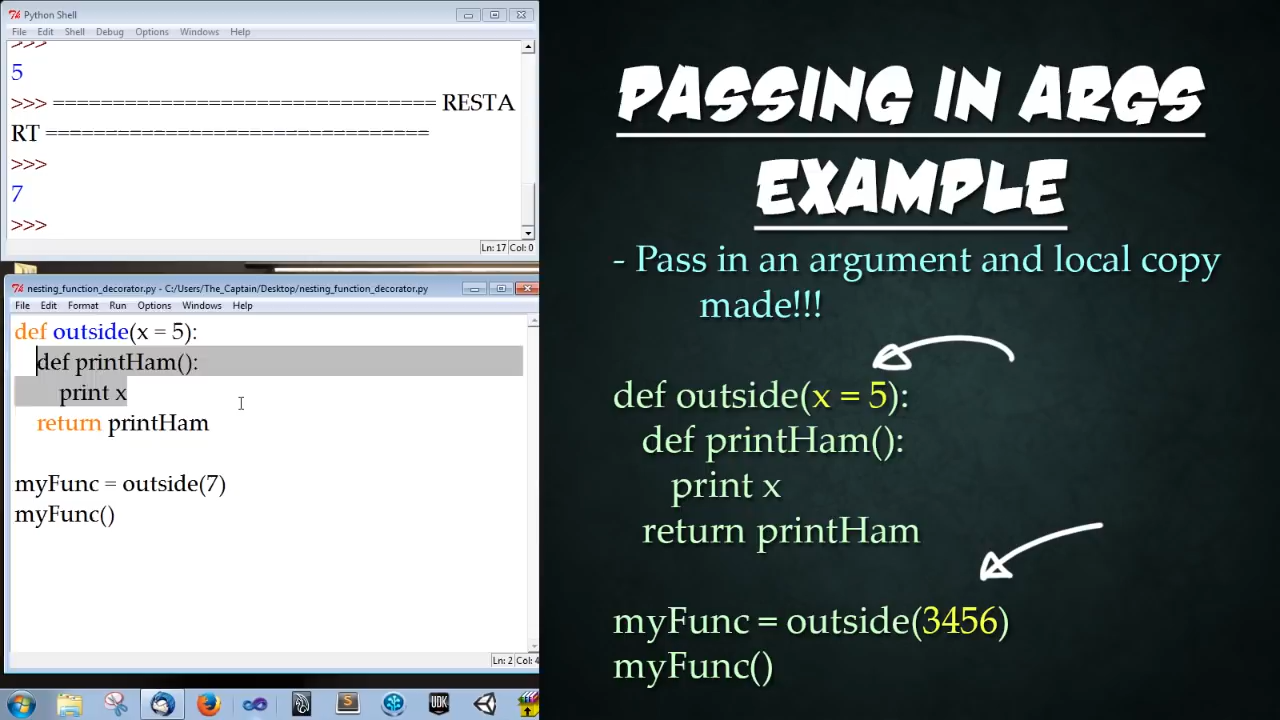 Python Shell
File Edit Shell Debug Options Windows Help
>>>
5
>>> ================================ RESTA
RT ================================
>>>
7
>>>
Ln: 17 Col: 0
nesting_function_decorator.py - C:/Users/The_Captain/Desktop/nesting_function_decorator.py
File Edit Format Run Options Windows Help
def outside(x = 5):
def printHam():
print x
return printHam
myFunc = outside(7)
myFunc()
Ln: 2 Col: 4
UDK
PASSING IN ARGS
EXAMPLE
- Pass in an argument and local copy
made!!!
def outside(x = 5):
def printHam():
print x
return printHam
myFunc = outside(3456)
myFunc()